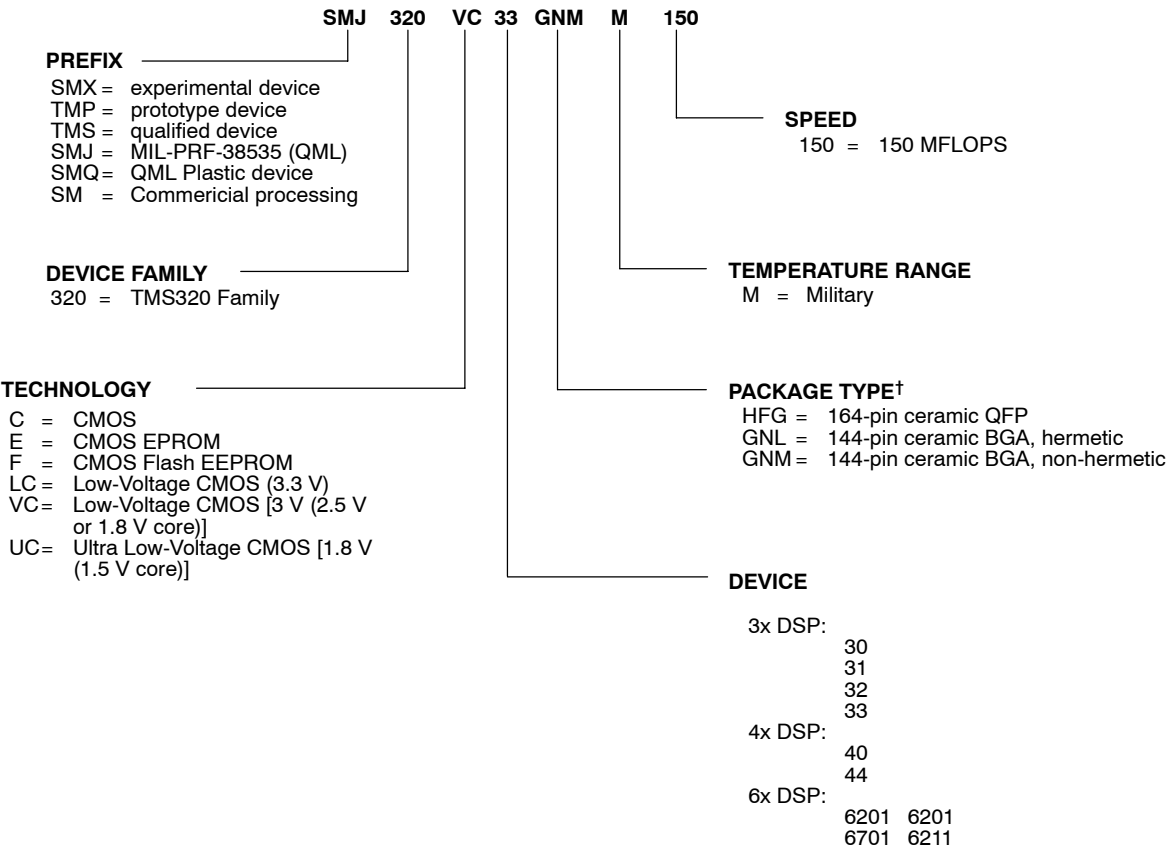 SMJ 320 VC 33 GNM M 150
PREFIX
SMX = experimental device
TMP = prototype device
TMS = qualified device
SMJ = MIL-PRF-38535 (QML)
SMQ = QML Plastic device
SM = Commericial processing
SPEED
150 = 150 MFLOPS
DEVICE FAMILY
320 = TMS320 Family
TEMPERATURE RANGE
M = Military
TECHNOLOGY
C = CMOS
E = CMOS EPROM
F = CMOS Flash EEPROM
LC = Low-Voltage CMOS (3.3 V)
VC = Low-Voltage CMOS [3 V (2.5 V
or 1.8 V core)]
UC = Ultra Low-Voltage CMOS [1.8 V
(1.5 V core)]
PACKAGE TYPE†
HFG = 164-pin ceramic QFP
GNL = 144-pin ceramic BGA, hermetic
GNM = 144-pin ceramic BGA, non-hermetic
DEVICE
3x DSP:
30
31
32
33
4x DSP:
40
44
6x DSP:
6201 6201
6701 6211